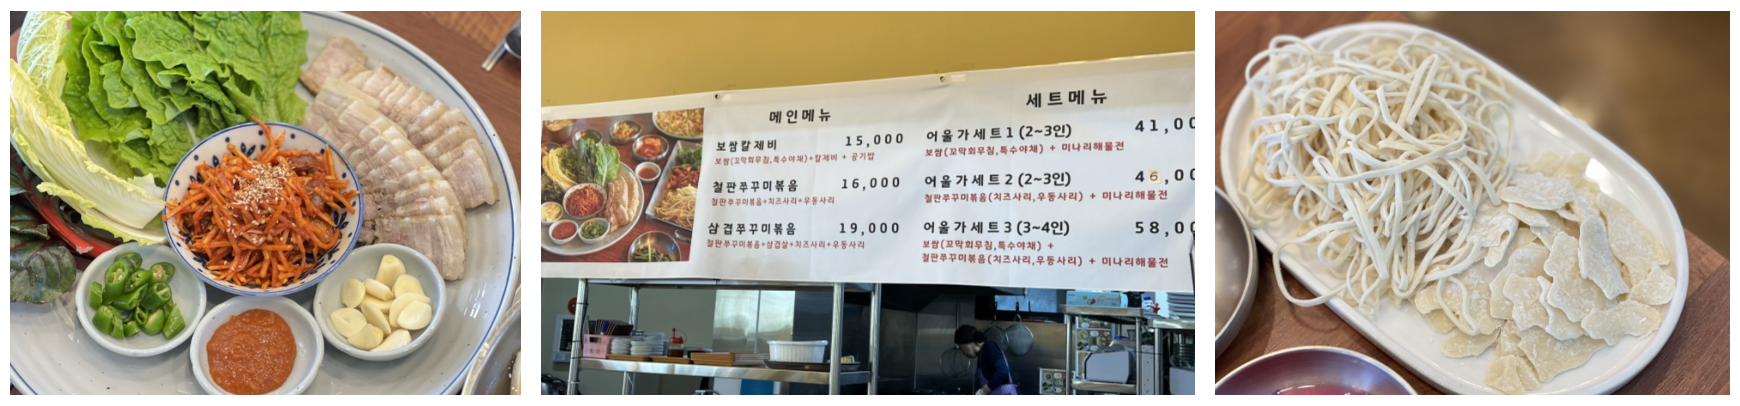 메인메뉴
보쌈칼제비 15,000
보쌈(꼬막회무침,특수야채)+칼제비 + 공기밥
철판쭈꾸미볶음 16,000
철판쭈꾸미볶음+치즈사리+우동사리
삼겹쭈꾸미볶음 19,000
철판쭈꾸미볶음+삼겹살+치즈사리+우동사리
세트메뉴
어울가세트1 (2~3인) 41,00
보쌈(꼬막회무침,특수야채) + 미나리해물전
어울가세트2 (2~3인) 46,00
철판쭈꾸미볶음(치즈사리,우동사리) + 미나리해물전
어울가세트3 (3~4인) 58,00
보쌈(꼬막회무침,특수야채) +
철판쭈꾸미볶음(치즈사리,우동사리) + 미나리해물전